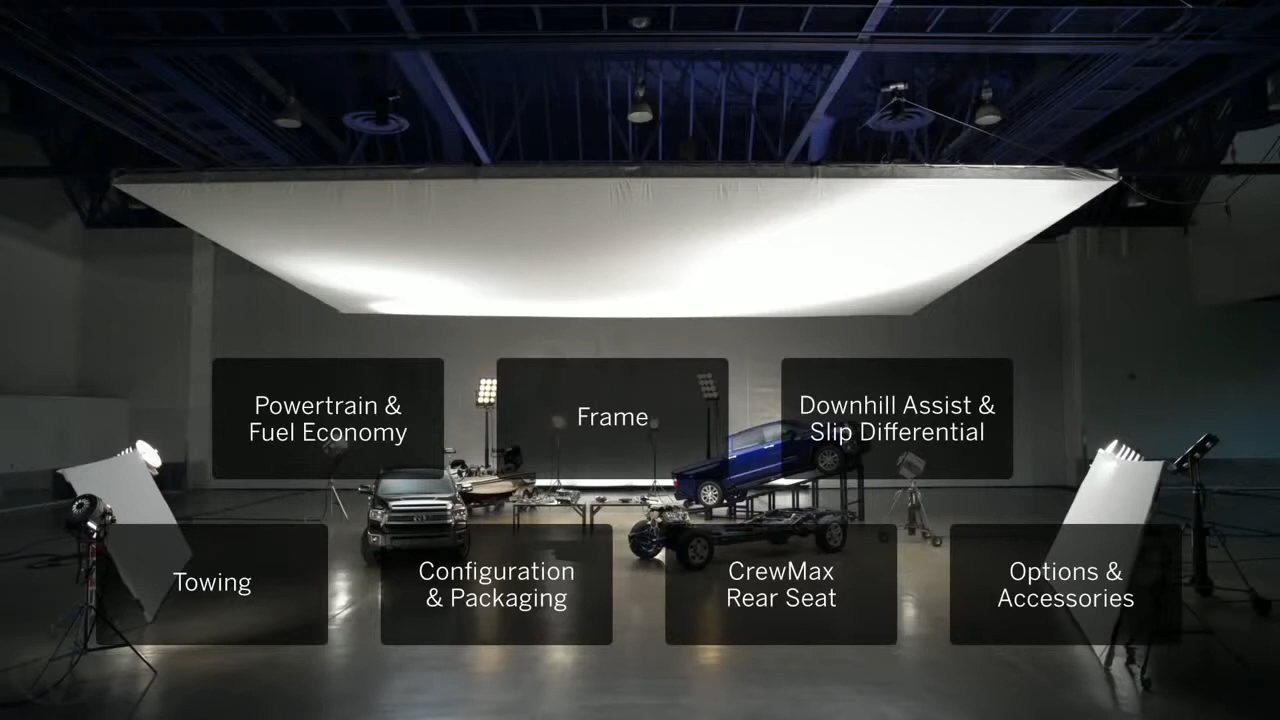 Powertrain &
Fuel Economy
Frame
Downhill Assist &
Slip Differential
Towing
Configuration
& Packaging
CrewMax
Rear Seat
Options &
Accessories